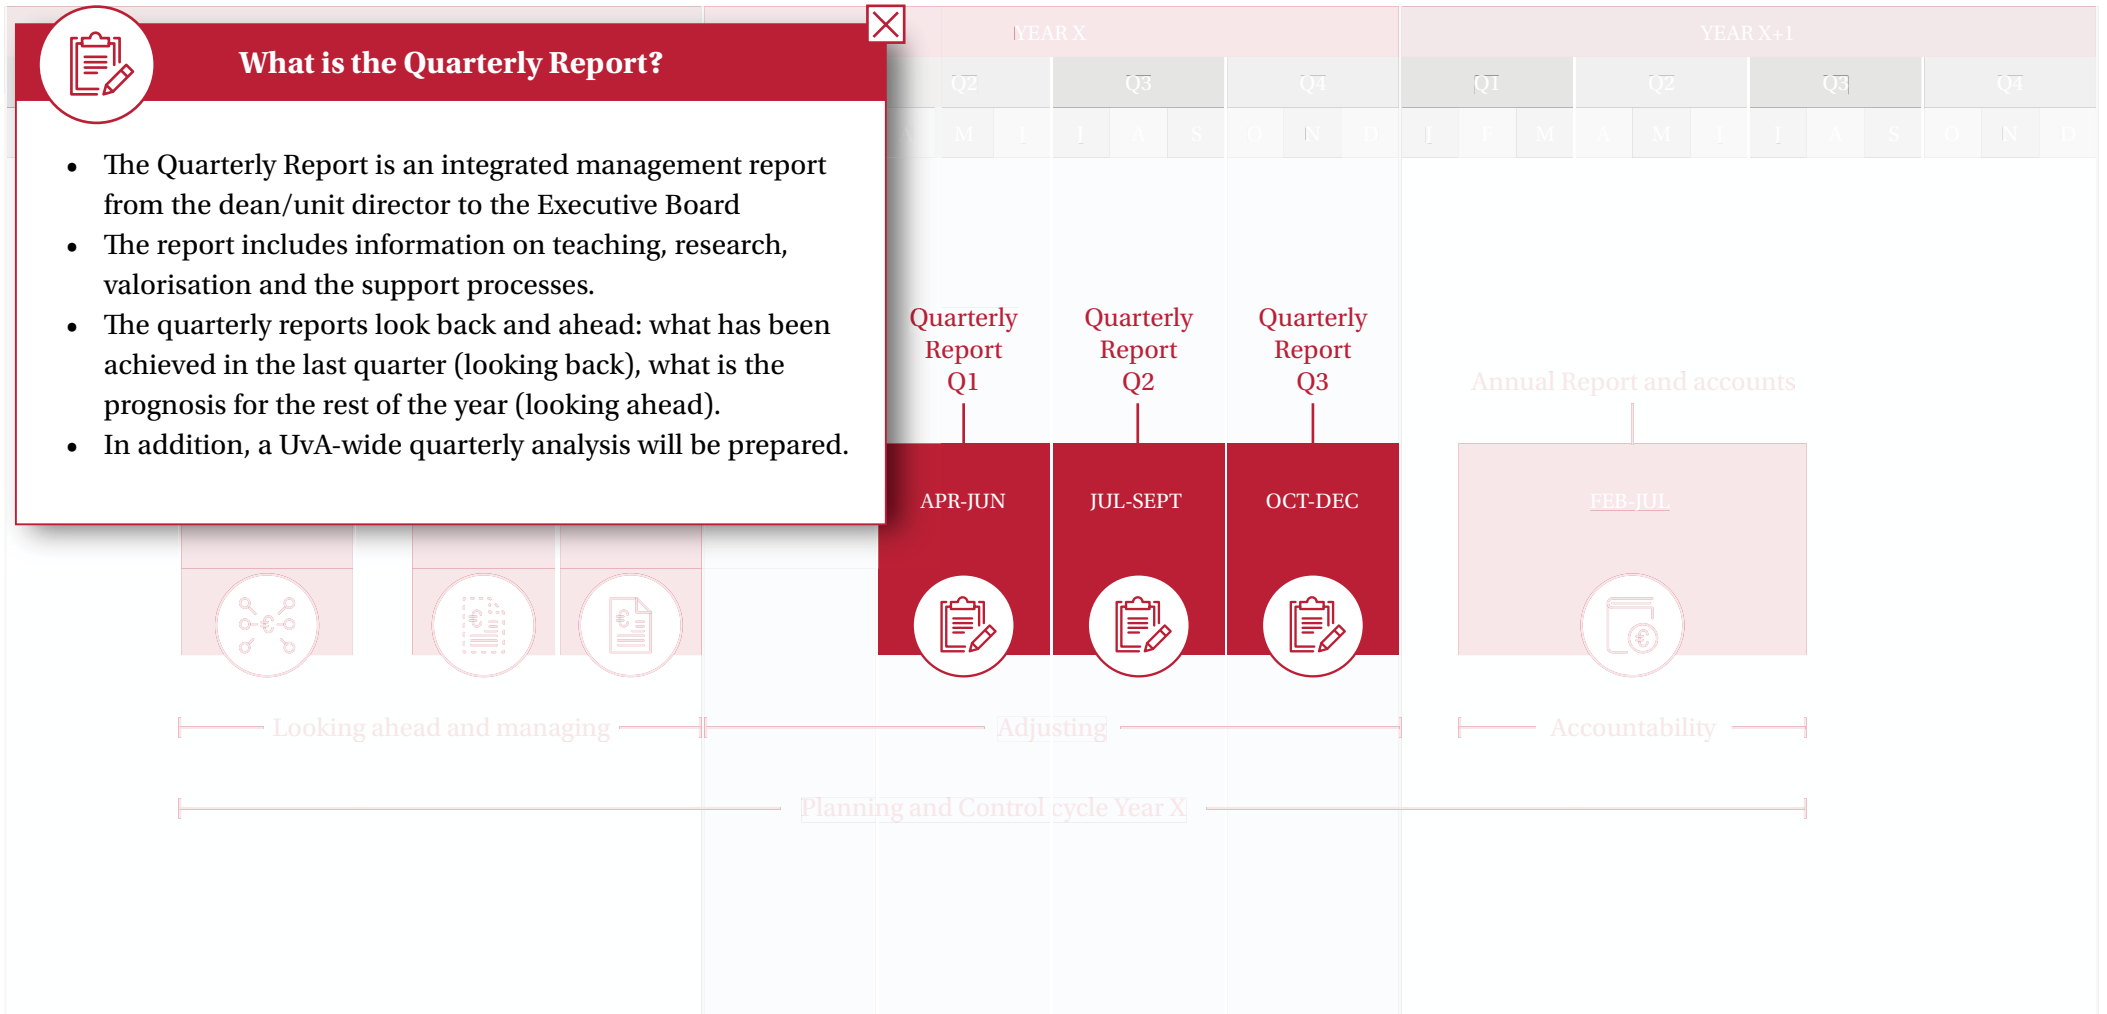 What is the Quarterly Report?
• The Quarterly Report is an integrated management report
from the dean/unit director to the Executive Board
• The report includes information on teaching, research,
valorisation and the support processes.
• The quarterly reports look back and ahead: what has been
achieved in the last quarter (looking back), what is the
prognosis for the rest of the year (looking ahead).
• In addition, a UvA-wide quarterly analysis will be prepared.
YEAR X
YEAR X+1
Q2 Q3 Q4 Q1 Q2 Q3 Q4
M J J A S O N D J F M A M J J A S O N D
Quarterly
Report
Q1
Quarterly
Report
Q2
Quarterly
Report
Q3
Annual Report and accounts
APR-JUN
JUL-SEPT
OCT-DEC
FEB-JUL
Looking ahead and managing
Adjusting
Accountability
Planning and Control cycle Year X